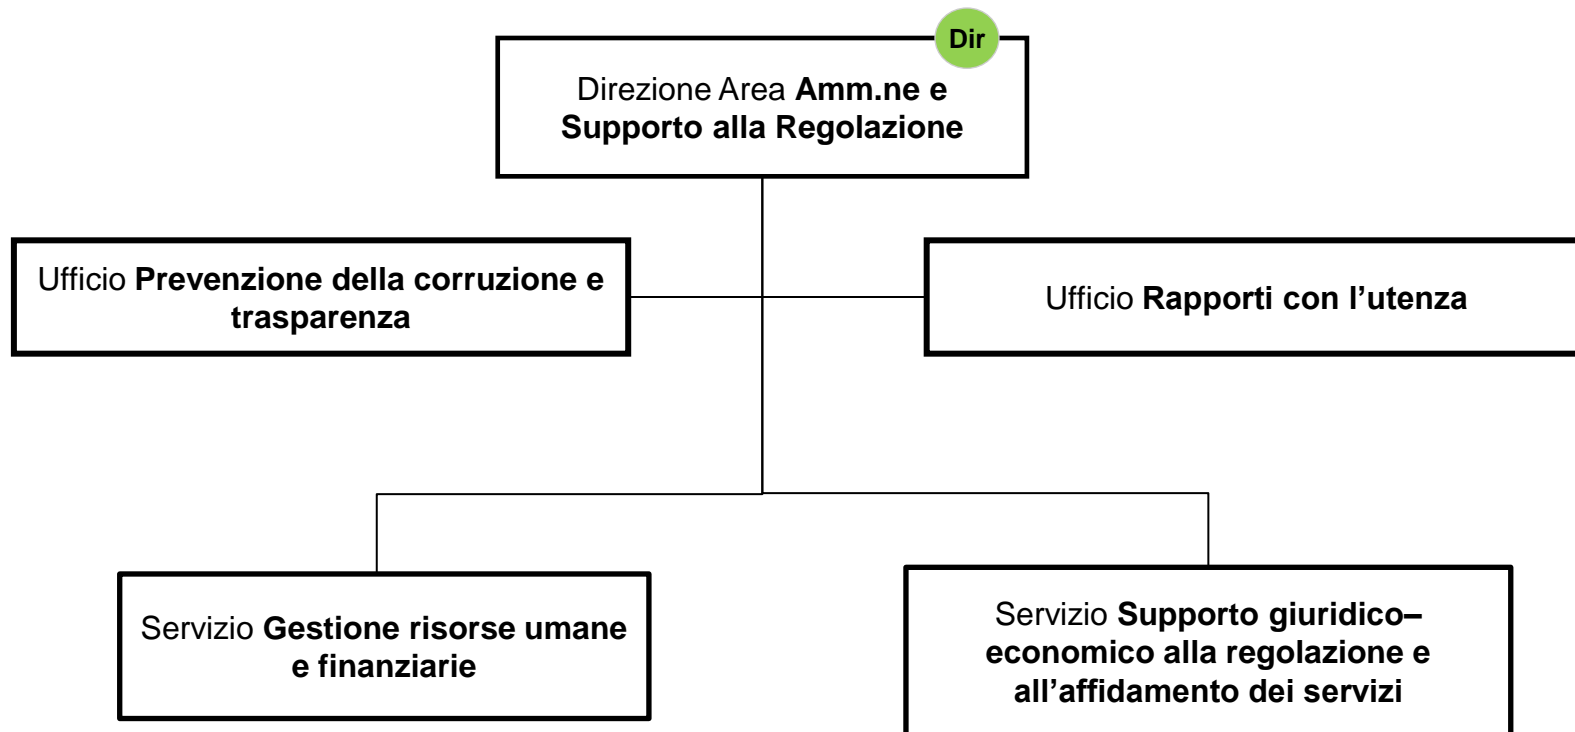 Dir
Direzione Area Amm.ne e
Supporto alla Regolazione
Ufficio Prevenzione della corruzione e
trasparenza
Ufficio Rapporti con l’utenza
Servizio Gestione risorse umane
e finanziarie
Servizio Supporto giuridico–
economico alla regolazione e
all’affidamento dei servizi